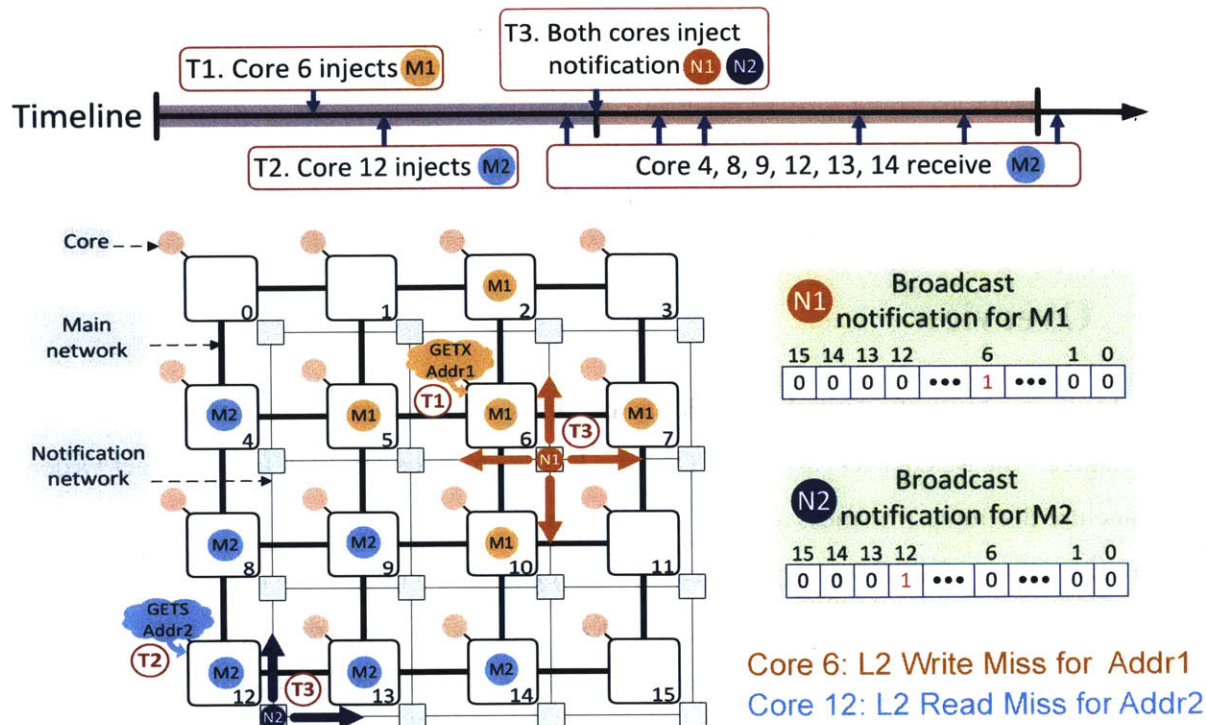 T3. Both cores inject
notification N1 N2
T1. Core 6 injects M1
Timeline
T2. Core 12 injects M2
Core 4, 8, 9, 12, 13, 14 receive M2
Core
M1
0
1
2
3
Main
network
GETX
Addr1
T1
T3
M2
M1
M1
M1
4
5
6
7
Notification
network
N1
M2
M2
M1
8
9
10
11
GETS
Addr2
T2
T3
M2
M2
M2
12
13
14
15
N2
N1
Broadcast
notification for M1
15 14 13 12 6 1 0
0 0 0 0 ••• 1 ••• 0 0
N2
Broadcast
notification for M2
15 14 13 12 6 1 0
0 0 0 1 ••• 0 ••• 0 0
Core 6: L2 Write Miss for Addr1
Core 12: L2 Read Miss for Addr2